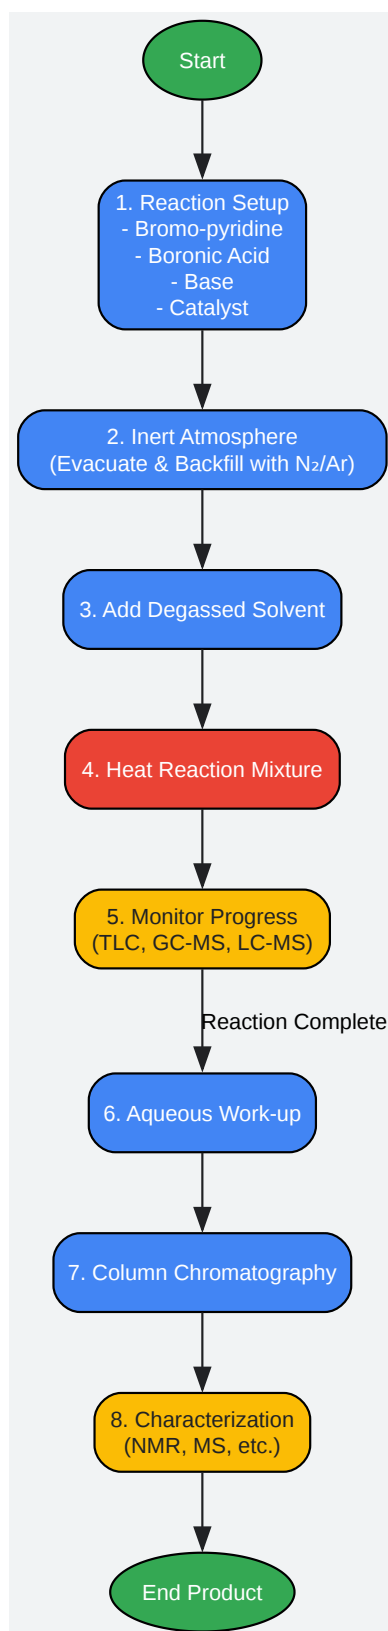 Start
1. Reaction Setup
- Bromo-pyridine
- Boronic Acid
- Base
- Catalyst
2. Inert Atmosphere
(Evacuate & Backfill with N₂/Ar)
3. Add Degassed Solvent
4. Heat Reaction Mixture
5. Monitor Progress
(TLC, GC-MS, LC-MS)
Reaction Complete
6. Aqueous Work-up
7. Column Chromatography
8. Characterization
(NMR, MS, etc.)
End Product